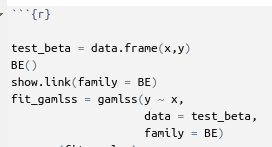 ```{r}
test_beta = data.frame(x,y)
BE()
show.link(family = BE)
fit_gamlss = gamlss(y ~ x,
data = test_beta,
family = BE)